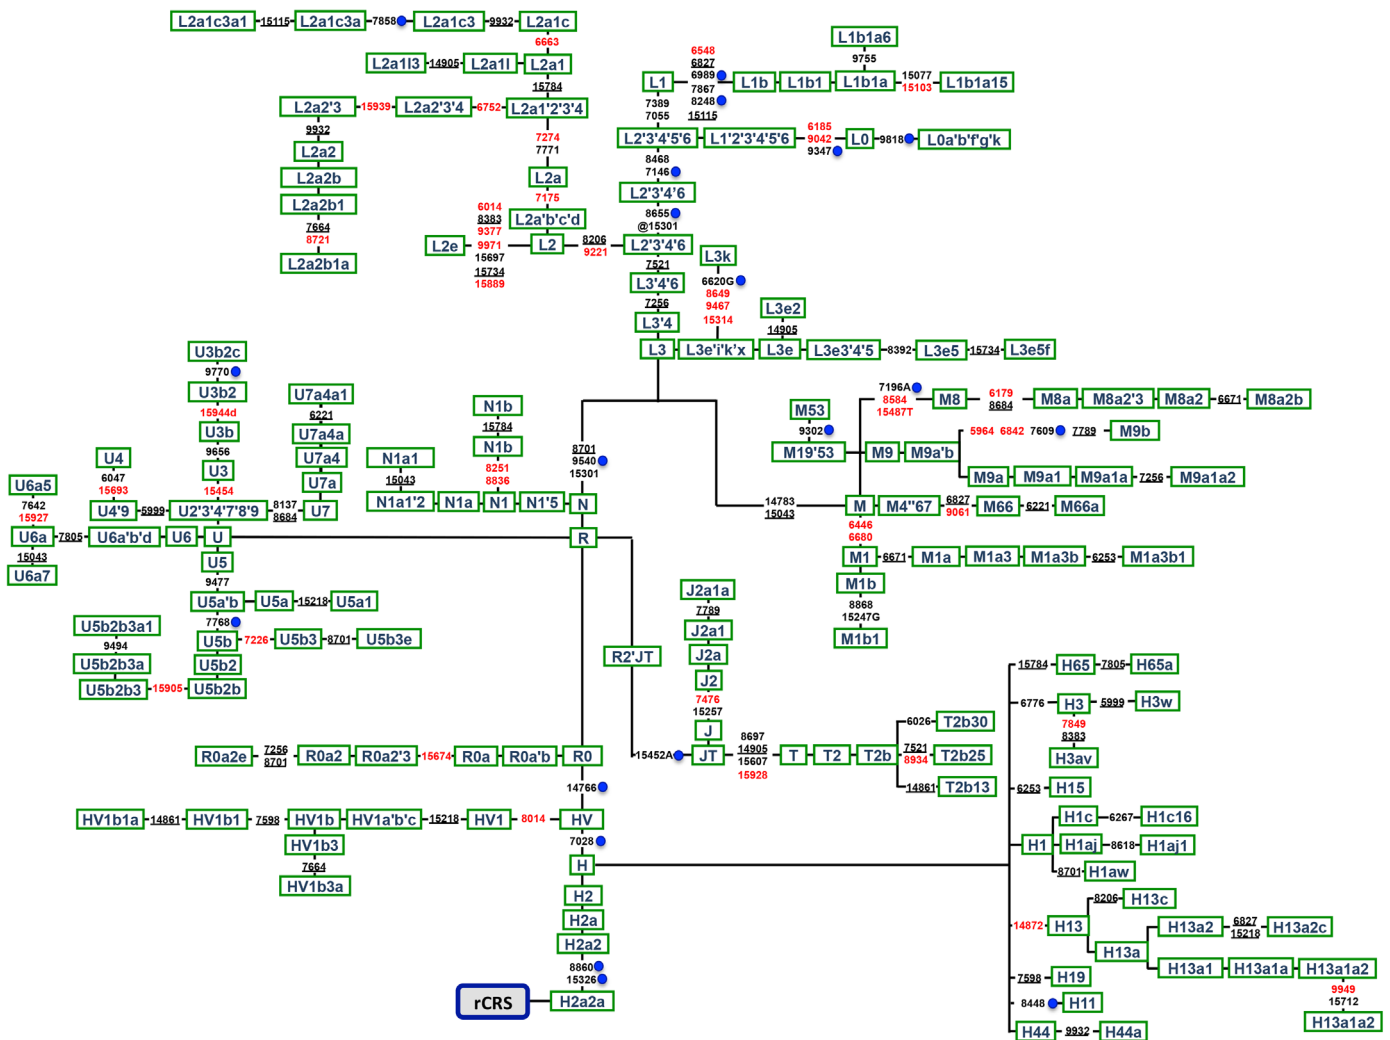 L2a1c3a1 15115 L2a1c3a 7858 L2a1c3 9932 L2a1c
6663
L2a1l3 14905 L2a1l L2a1
15784
L2a2'3 15939 L2a2'3'4 6752 L2a1'2'3'4
9932
L2a2
L2a2b
L2a2b1
7664
8721
L2a2b1a
7274
7771
L2a
7175
L2a'b'c'd
L2e
6014
8383
9377
9971
15697
15734
15889
L2
8206
9221
L2'3'4'6
L1b1a6
9755
L1
6548
6827
6989
7867
8248
15115
L1b L1b1 L1b1a
15077
15103
L1b1a15
7389
7055
L2'3'4'5'6 L1'2'3'4'5'6
6185
9042
9347
L0 9818 L0a'b'f'g'k
8468
7146
L2'3'4'6
8655
@15301
7521
L3'4'6
7256
L3'4
L3k
6620G
8649
9467
15314
L3e2
14905
L3 L3e'i'k'x L3e L3e3'4'5 8392 L3e5 15734 L3e5f
U3b2c
9770
U3b2
15944d
U3b
9656
U3
15454
U7a4a1
6221
U7a4a
U7a4
U7a
U4
6047
15693
U4'9 5999 U2'3'4'7'8'9
8137
8684
U7
U6a5
7642
15927
U6a 7805 U6a'b'd U6 U
15043
U6a7
U5
9477
U5a'b U5a 15218 U5a1
7768
U5b 7226 U5b3 8701 U5b3e
U5b2
U5b2b3a1
9494
U5b2b3a
U5b2b3 15905 U5b2b
N1b
15784
N1b
8251
8836
N1a1
15043
N1a1'2 N1a N1 N1'5 N
8701
9540
15301
R
M53
9302
M19'53 M9 M9a'b
7196A
8584
15487T
M8
6179
8684
M8a M8a2'3 M8a2 6671 M8a2b
5964 6842 7609 7789 M9b
M9a M9a1 M9a1a 7256 M9a1a2
14783
15043
M M4"67
6827
9061
M66 6221 M66a
6446
6680
M1 6671 M1a M1a3 M1a3b 6253 M1a3b1
M1b
8868
15247G
M1b1
R2'JT
J2a1a
7789
J2a1
J2a
J2
7476
15257
J
15452A JT
8697
14905
15607
15928
T T2 T2b
6026 T2b30
7521
8934
T2b25
14861 T2b13
R0a2e
7256
8701
R0a2 R0a2'3 15674 R0a R0a'b R0
14766
HV1b1a 14861 HV1b1 7598 HV1b HV1a'b'c 15218 HV1 8014 HV
HV1b3
7664
HV1b3a
7028
H
H2
H2a
H2a2
8860
15326
rCRS H2a2a
15784 H65 7805 H65a
6776 H3 5999 H3w
7849
8383
H3av
6253 H15
H1c 6267 H1c16
H1 H1aj 8618 H1aj1
8701 H1aw
8206 H13c
14872 H13
H13a
H13a2
6827
15218
H13a2c
H13a1 H13a1a H13a1a2
9949
15712
H13a1a2
7598 H19
8448 H11
H44 9932 H44a